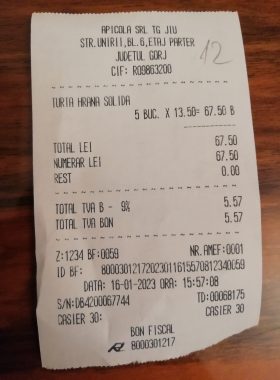 APICOLA SRL TG JIU
STR.UNIRII,BL.6,ETAJ PARTER
JUDETUL GORJ
CIF: RO9863200
12
TURTA HRANA SOLIDA
5 BUC. X 13.50= 67.50 B
TOTAL LEI 67.50
NUMERAR LEI 67.50
REST 0.00
TOTAL TVA B - 9% 5.57
TOTAL TVA BON 5.57
Z:1234 BF:0059 NR.AMEF:0001
ID BF: 80003012172023011615570812340059
DATA: 16-01-2023 ORA: 15:57:08
S/N:DB4200067744 TD:00068175
CASIER 30: CASIER 30
BON FISCAL
8000301217